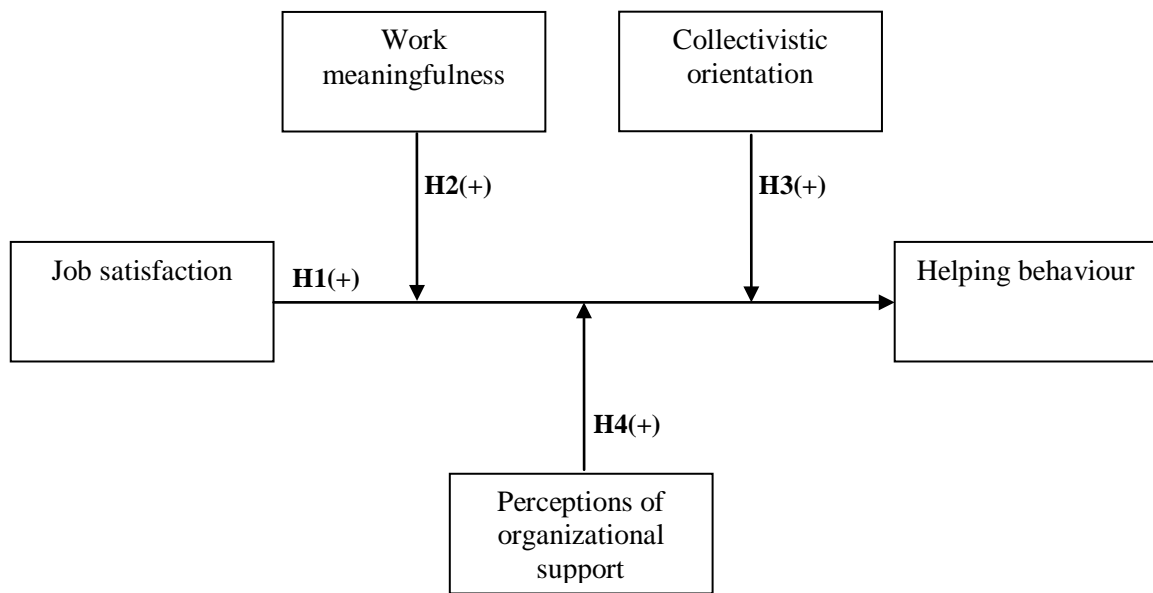 Work
meaningfulness
Collectivistic
orientation
H2(+)
H3(+)
Job satisfaction
H1(+)
Helping behaviour
H4(+)
Perceptions of
organizational
support